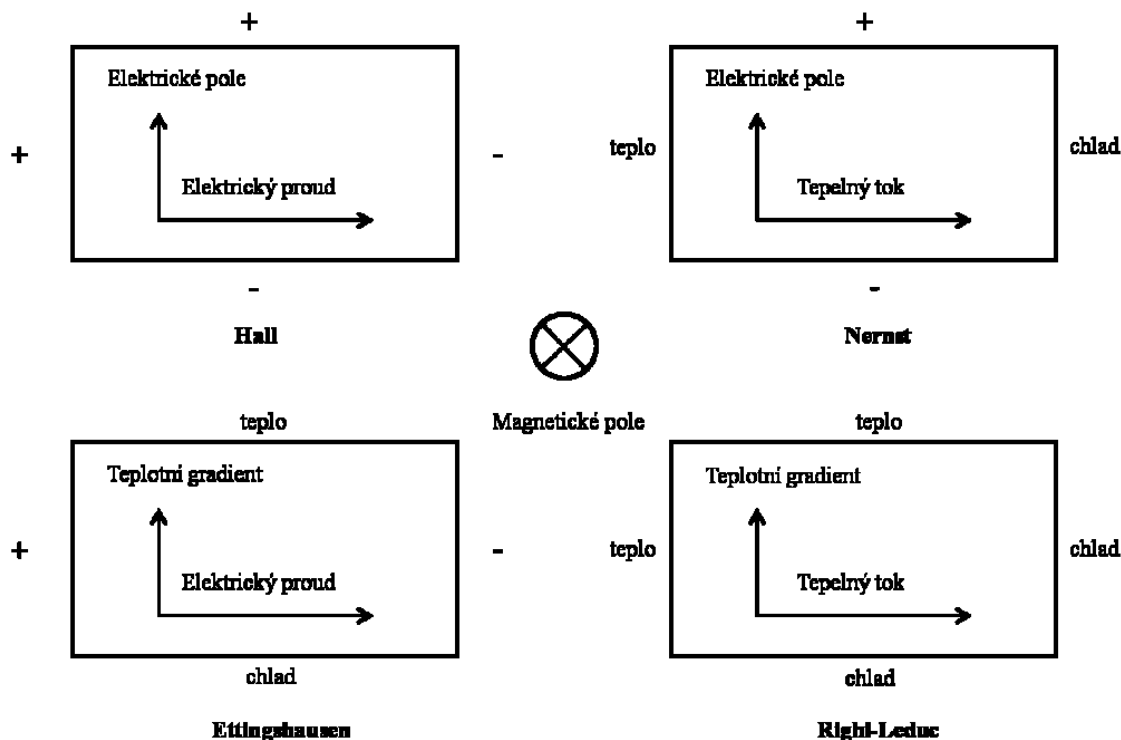 +
Elektrické pole
+
-
Elektrický proud
-
Hall
+
Elektrické pole
teplo
chlad
Tepelný tok
-
Nernst
Magnetické pole
teplo
Teplotní gradient
+
-
Elektrický proud
chlad
Ettingshausen
teplo
Teplotní gradient
teplo
chlad
Tepelný tok
chlad
Righi-Leduc